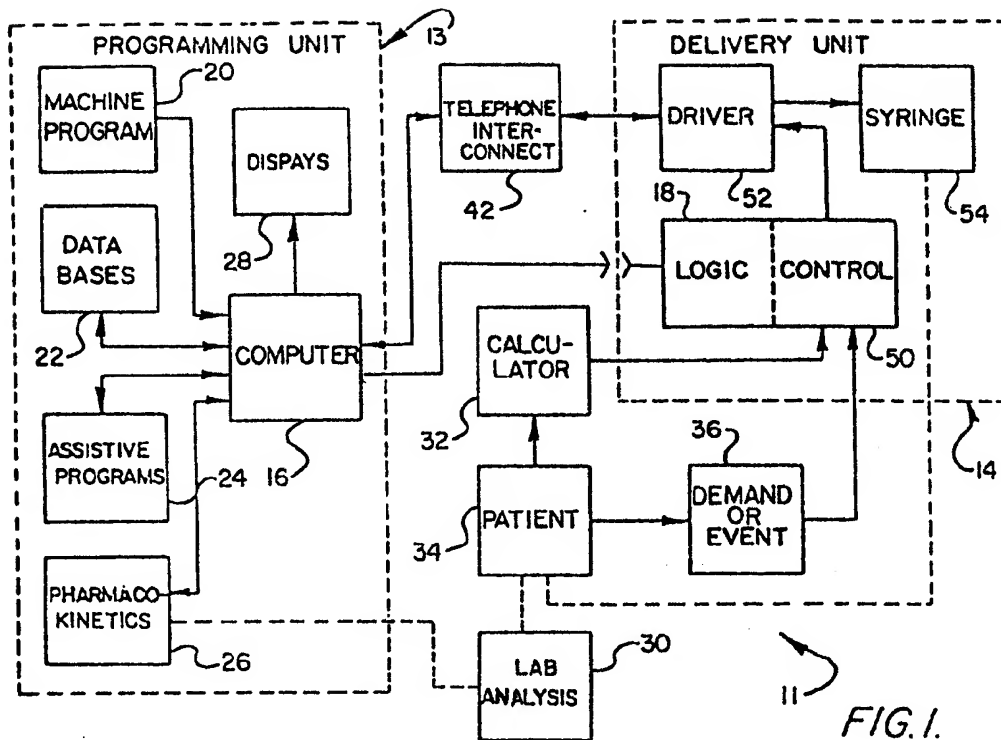 PROGRAMMING UNIT
13
DELIVERY UNIT
MACHINE
PROGRAM
20
DISPAYS
28
TELEPHONE
INTER-
CONNECT
42
DRIVER
52
SYRINGE
54
18
LOGIC
CONTROL
50
DATA
BASES
22
COMPUTER
16
CALCU-
LATOR
32
ASSISTIVE
PROGRAMS
24
PATIENT
34
36
DEMAND
OR
EVENT
14
PHARMACO-
KINETICS
26
LAB
ANALYSIS
30
11
FIG. 1.